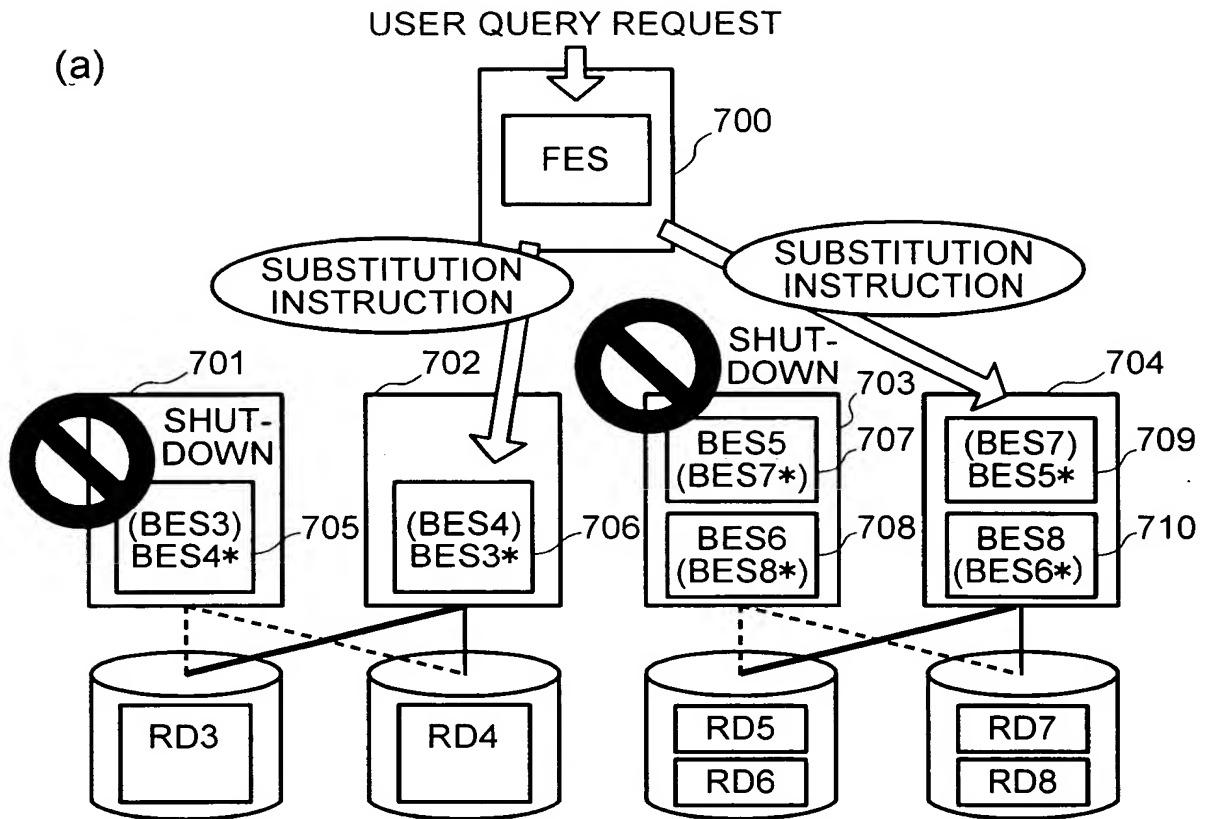 USER QUERY REQUEST
(a)
FES
700
SUBSTITUTION
INSTRUCTION
SUBSTITUTION
INSTRUCTION
701
SHUT-
DOWN
(BES3)
BES4*
705
702
(BES4)
BES3*
706
SHUT-
DOWN
703
BES5
(BES7*)
707
BES6
(BES8*)
708
704
(BES7)
BES5*
709
BES8
(BES6*)
710
RD3
RD4
RD5
RD6
RD7
RD8